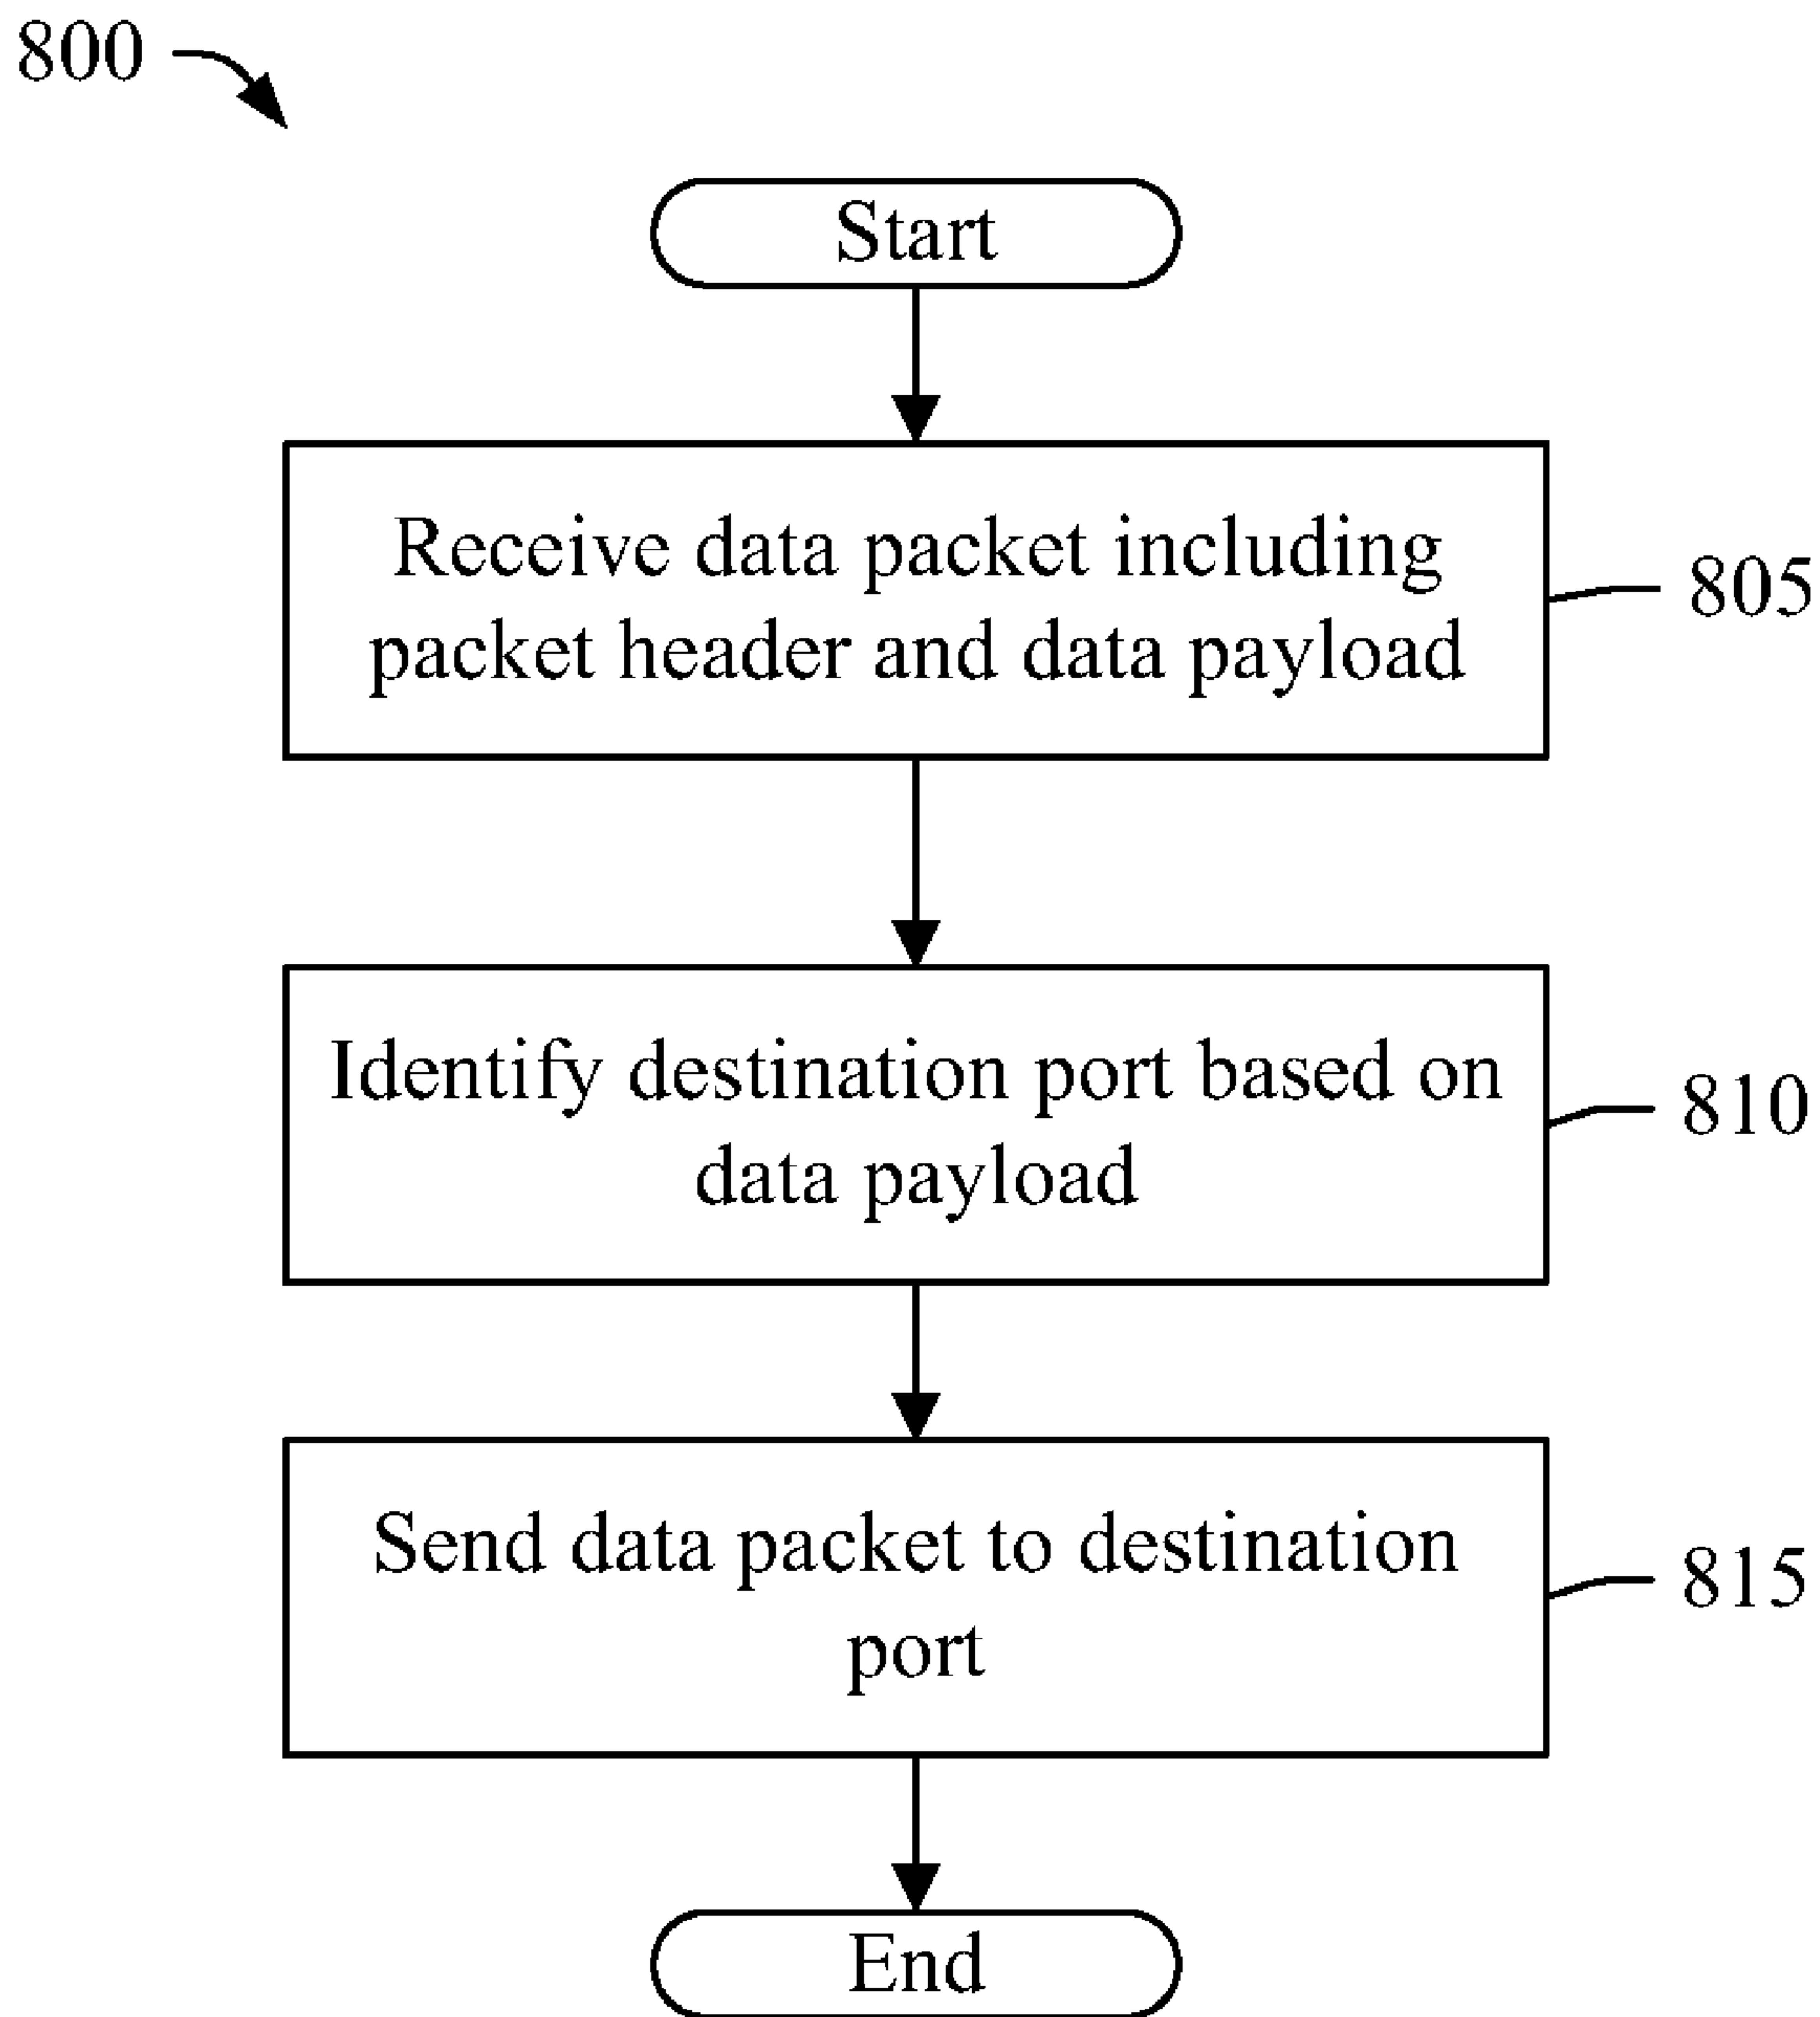 800
Start
Receive data packet including
packet header and data payload
805
Identify destination port based on
data payload
810
Send data packet to destination
port
815
End